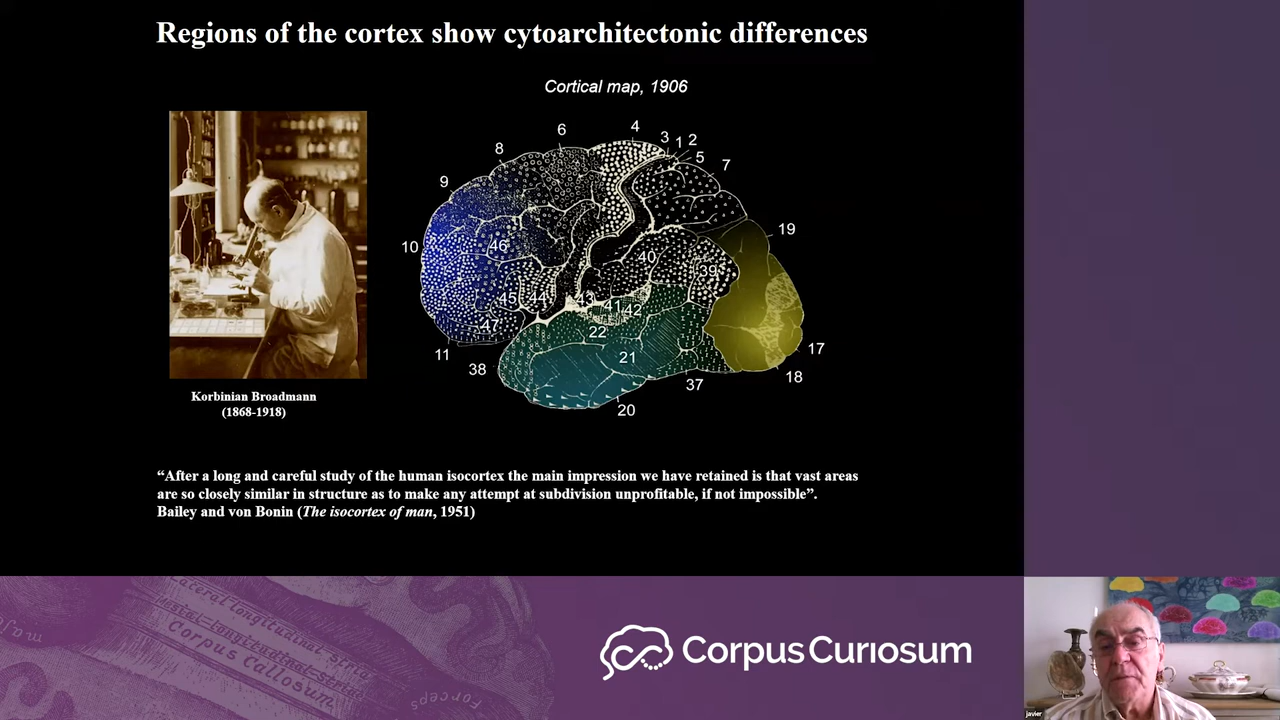 Regions of the cortex show cytoarchitectonic differences
Cortical map, 1906
4
6
3 1 2
8
5
7
9
19
10
46
40
39
45 44 43 41 42
47
22
17
11
21
38
18
37
20
Korbinian Broadmann
(1868-1918)
“After a long and careful study of the human isocortex the main impression we have retained is that vast areas
are so closely similar in structure as to make any attempt at subdivision unprofitable, if not impossible”.
Bailey and von Bonin (The isocortex of man, 1951)
Lateral longitudinal stria
Corpus Callosum
Forceps
Corpus Curiosum
javier